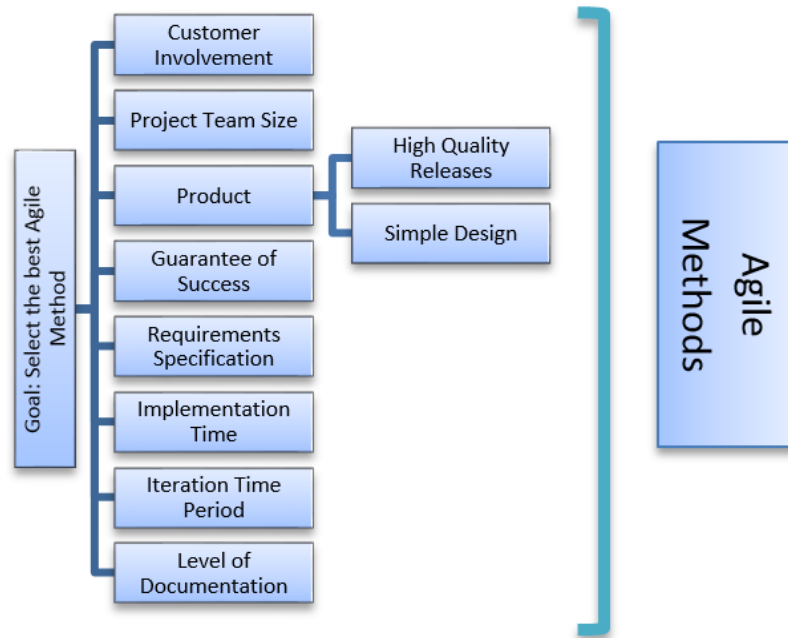 Goal: Select the best Agile
Method
Customer
Involvement
Project Team Size
Product
High Quality
Releases
Simple Design
Guarantee of
Success
Requirements
Specification
Implementation
Time
Iteration Time
Period
Level of
Documentation
Agile
Methods